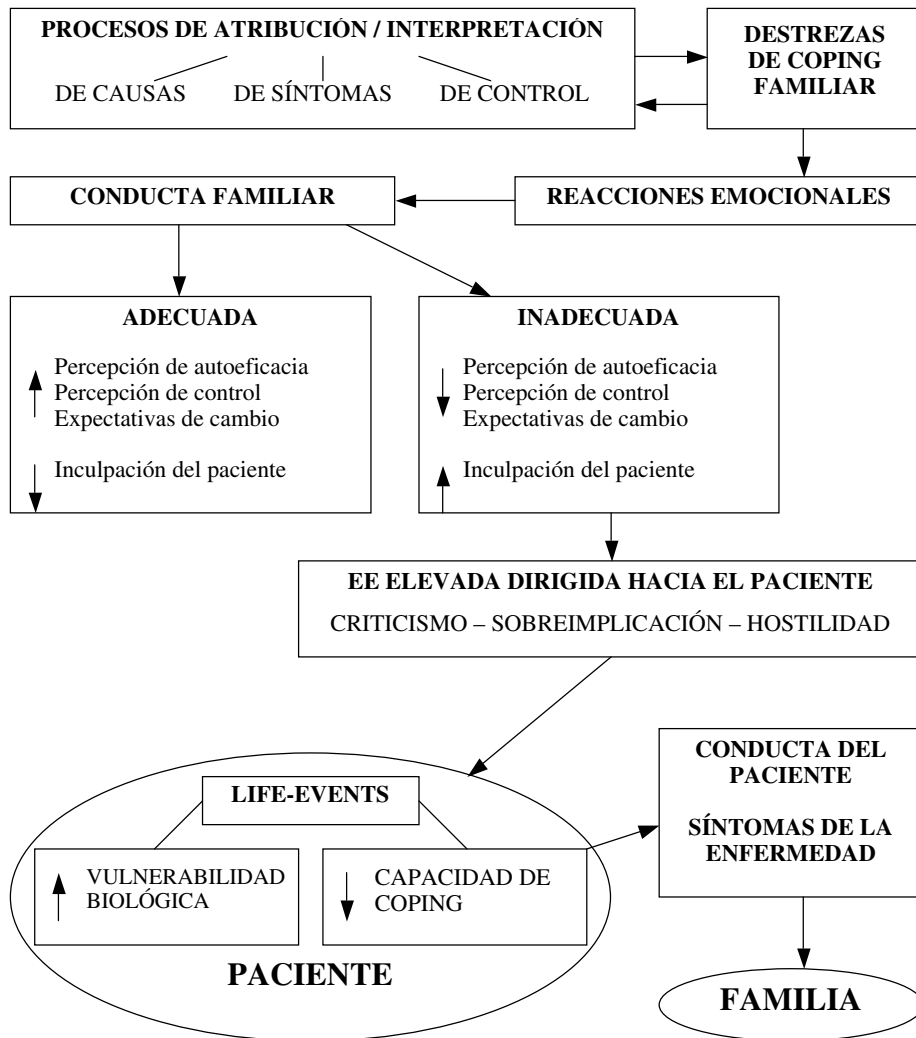 PROCESOS DE ATRIBUCIÓN / INTERPRETACIÓN
DE CAUSAS DE SÍNTOMAS DE CONTROL
DESTREZAS
DE COPING
FAMILIAR
CONDUCTA FAMILIAR
REACCIONES EMOCIONALES
ADECUADA
Percepción de autoeficacia
Percepción de control
Expectativas de cambio
Inculpación del paciente
INADECUADA
Percepción de autoeficacia
Percepción de control
Expectativas de cambio
Inculpación del paciente
EE ELEVADA DIRIGIDA HACIA EL PACIENTE
CRITICISMO – SOBREIMPLICACIÓN – HOSTILIDAD
LIFE-EVENTS
VULNERABILIDAD
BIOLÓGICA
CAPACIDAD DE
COPING
PACIENTE
CONDUCTA DEL
PACIENTE
SÍNTOMAS DE LA
ENFERMEDAD
FAMILIA